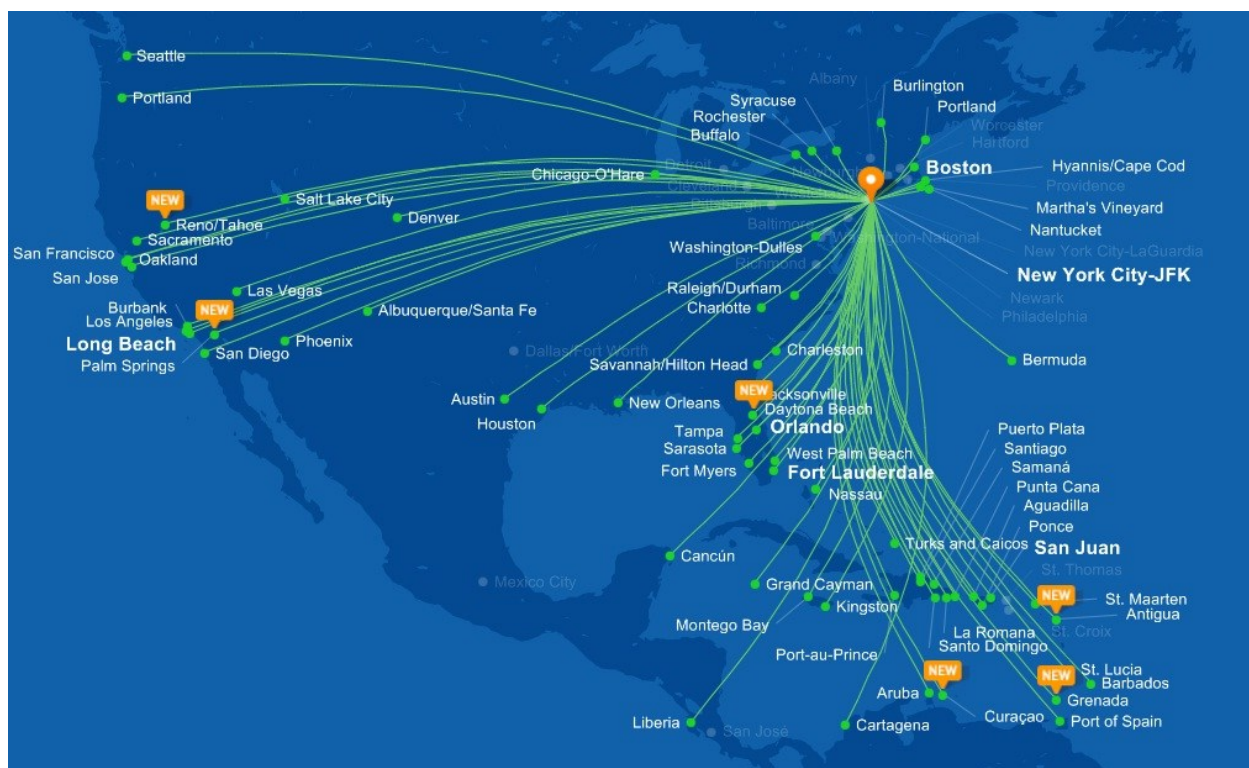 Seattle
Portland
Albany
Burlington
Portland
Syracuse
Rochester
Buffalo
Worcester
Hartford
Boston
Hyannis/Cape Cod
Providence
Martha's Vineyard
Nantucket
New York City-LaGuardia
New York City-JFK
Newark
Philadelphia
Detroit
Chicago-O'Hare
Cleveland
Pittsburgh
Baltimore
Washington-National
Washington-Dulles
Richmond
Raleigh/Durham
Charlotte
NEW
Salt Lake City
Reno/Tahoe
Denver
Sacramento
San Francisco
Oakland
San Jose
Las Vegas
NEW
Burbank
Los Angeles
Long Beach
Palm Springs
San Diego
Phoenix
Albuquerque/Santa Fe
Dallas/Fort Worth
Austin
Houston
New Orleans
Charleston
Savannah/Hilton Head
Bermuda
NEW
Jacksonville
Daytona Beach
Orlando
Tampa
Sarasota
Fort Myers
West Palm Beach
Fort Lauderdale
Nassau
Puerto Plata
Santiago
Samaná
Punta Cana
Aguadilla
Ponce
San Juan
Turks and Caicos
St. Thomas
Cancún
Mexico City
Grand Cayman
Kingston
Montego Bay
Port-au-Prince
La Romana
Santo Domingo
NEW
St. Maarten
Antigua
St. Croix
NEW
NEW
St. Lucia
Barbados
Grenada
Port of Spain
Aruba
Curaçao
Cartagena
Liberia
San José